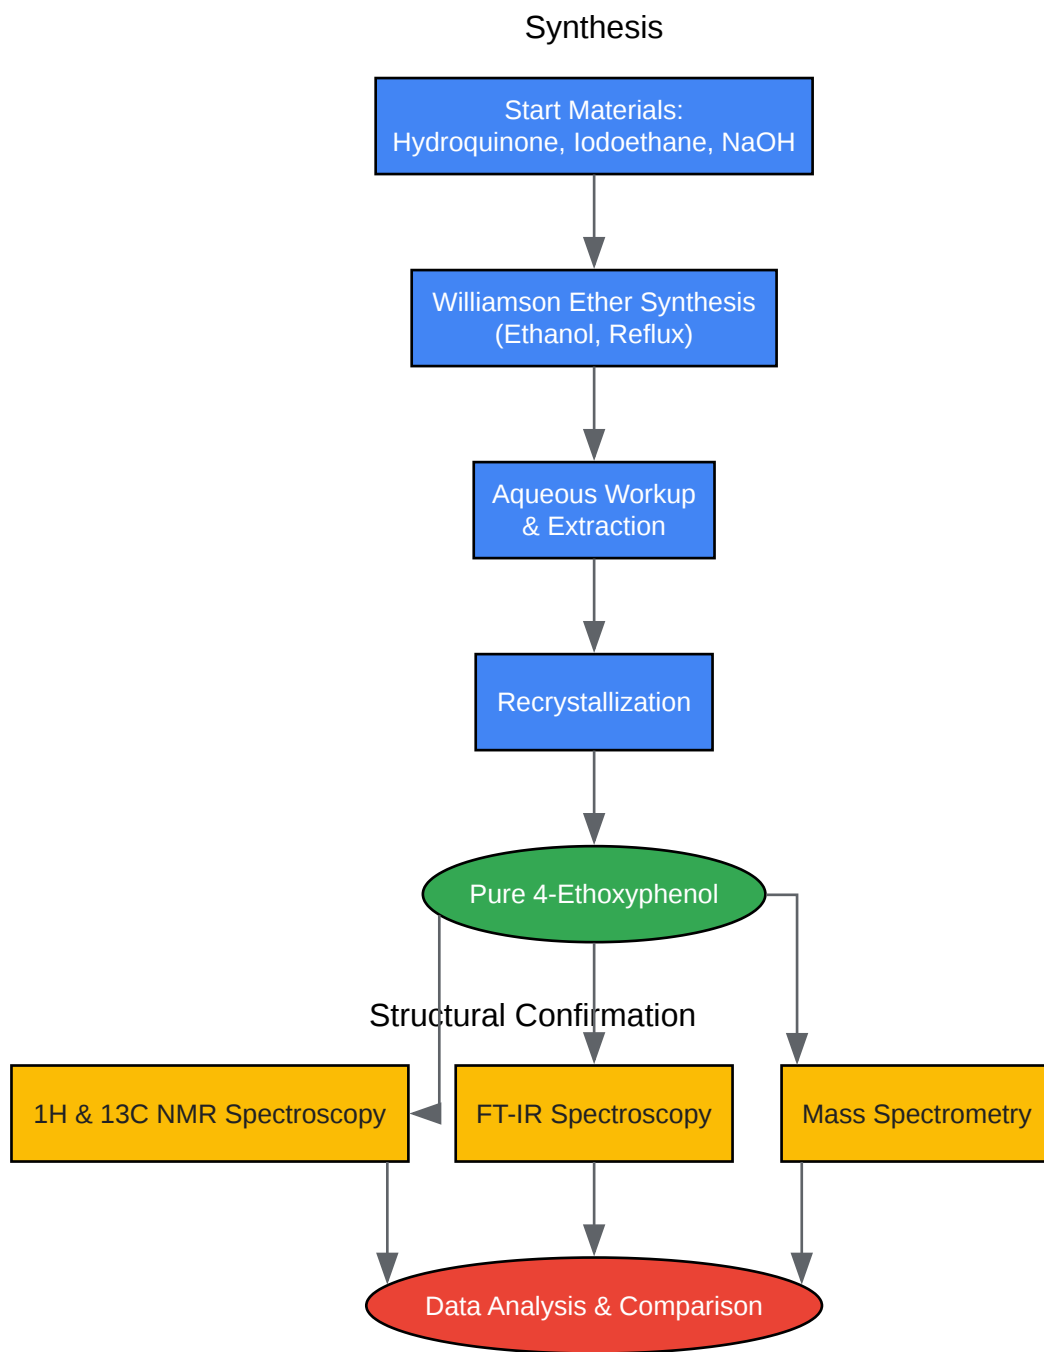 Synthesis
Start Materials:
Hydroquinone, Iodoethane, NaOH
Williamson Ether Synthesis
(Ethanol, Reflux)
Aqueous Workup
& Extraction
Recrystallization
Pure 4-Ethoxyphenol
Structural Confirmation
1H & 13C NMR Spectroscopy
FT-IR Spectroscopy
Mass Spectrometry
Data Analysis & Comparison